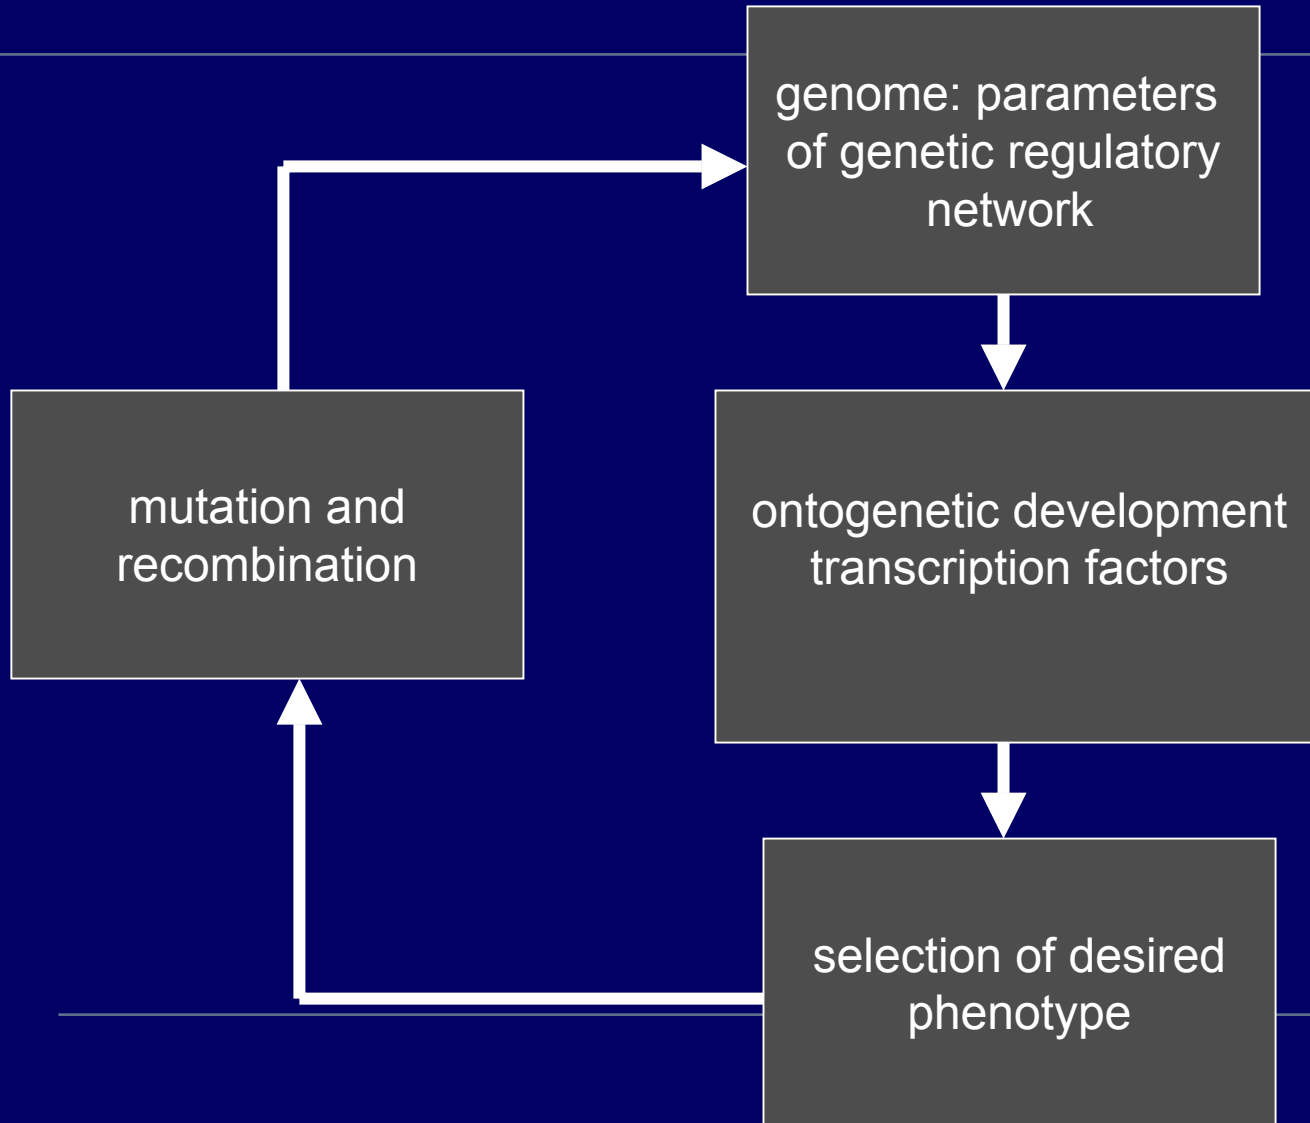 genome: parameters
of genetic regulatory
network
mutation and
recombination
ontogenetic development
transcription factors
selection of desired
phenotype